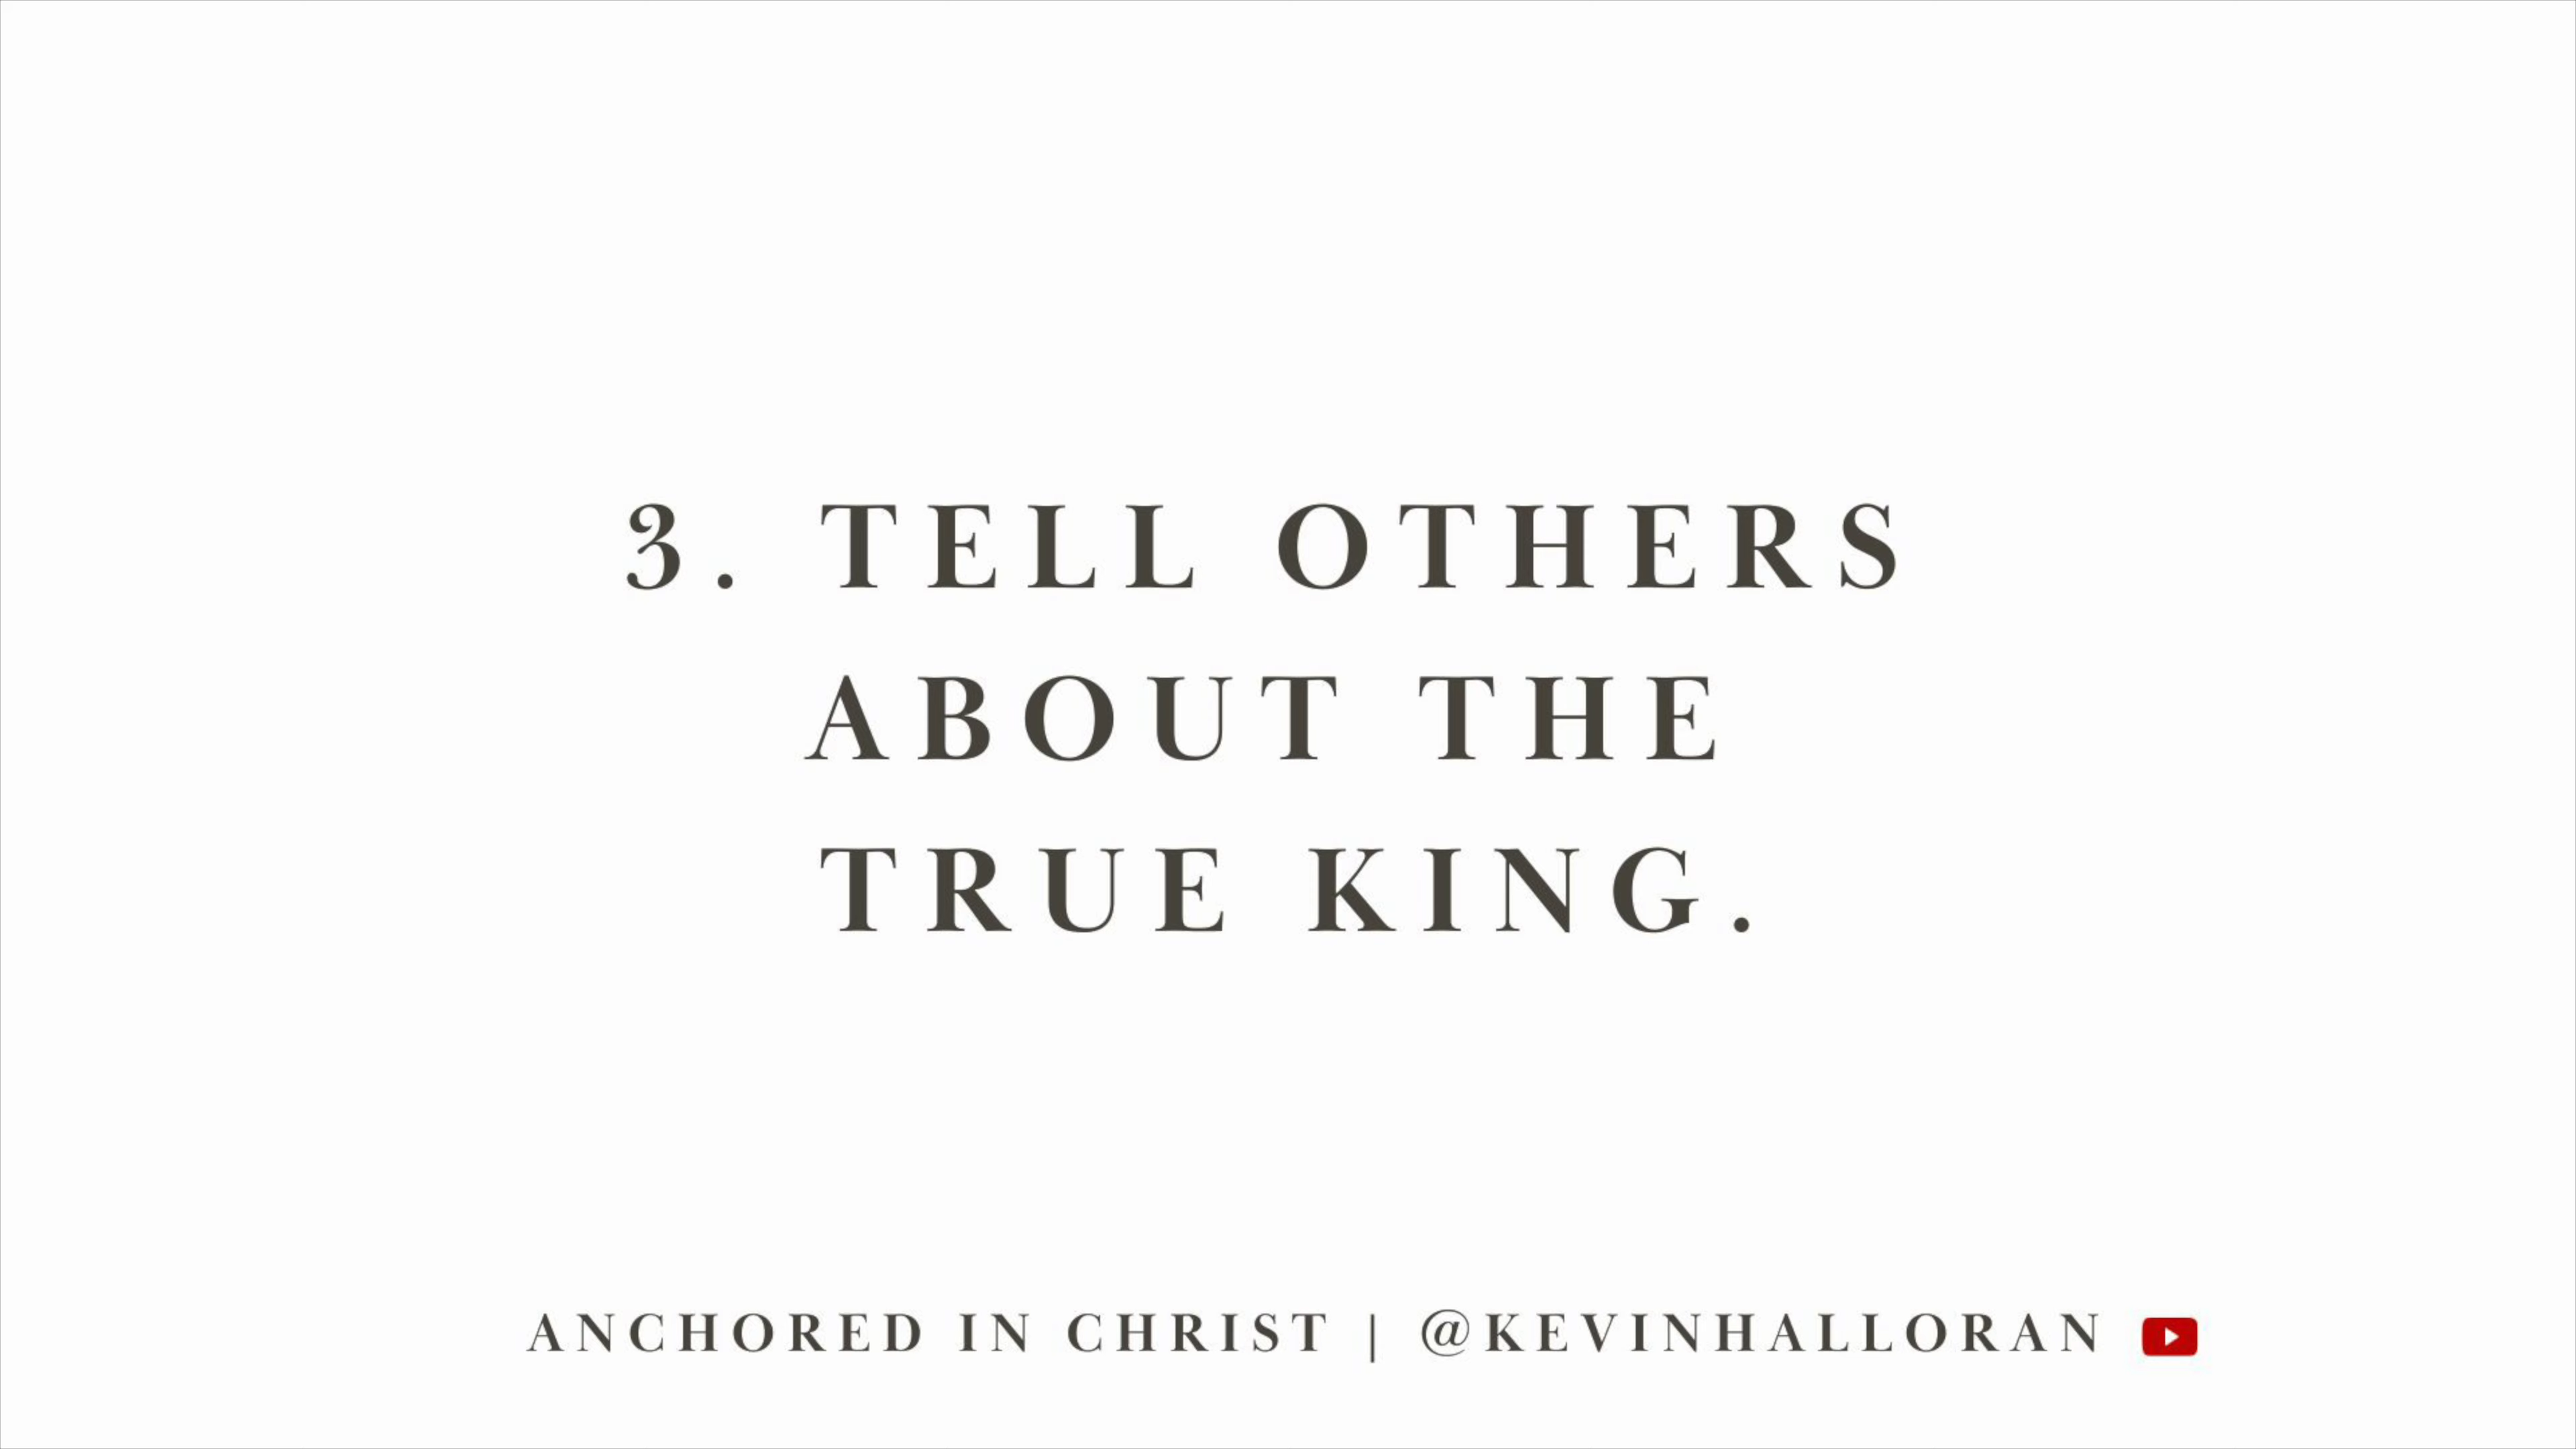 3. TELL OTHERS
ABOUT THE
TRUE KING.
ANCHORED IN CHRIST | @KEVINHALLORAN